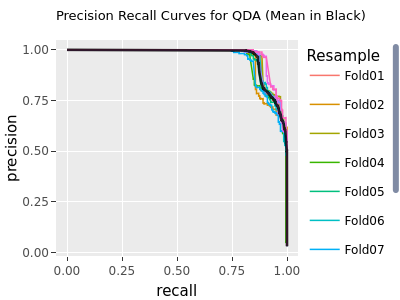 Precision Recall Curves for QDA (Mean in Black)
1.00
0.75
0.50
0.25
0.00
precision
0.00 0.25 0.50 0.75 1.00
recall
Resample
Fold01
Fold02
Fold03
Fold04
Fold05
Fold06
Fold07